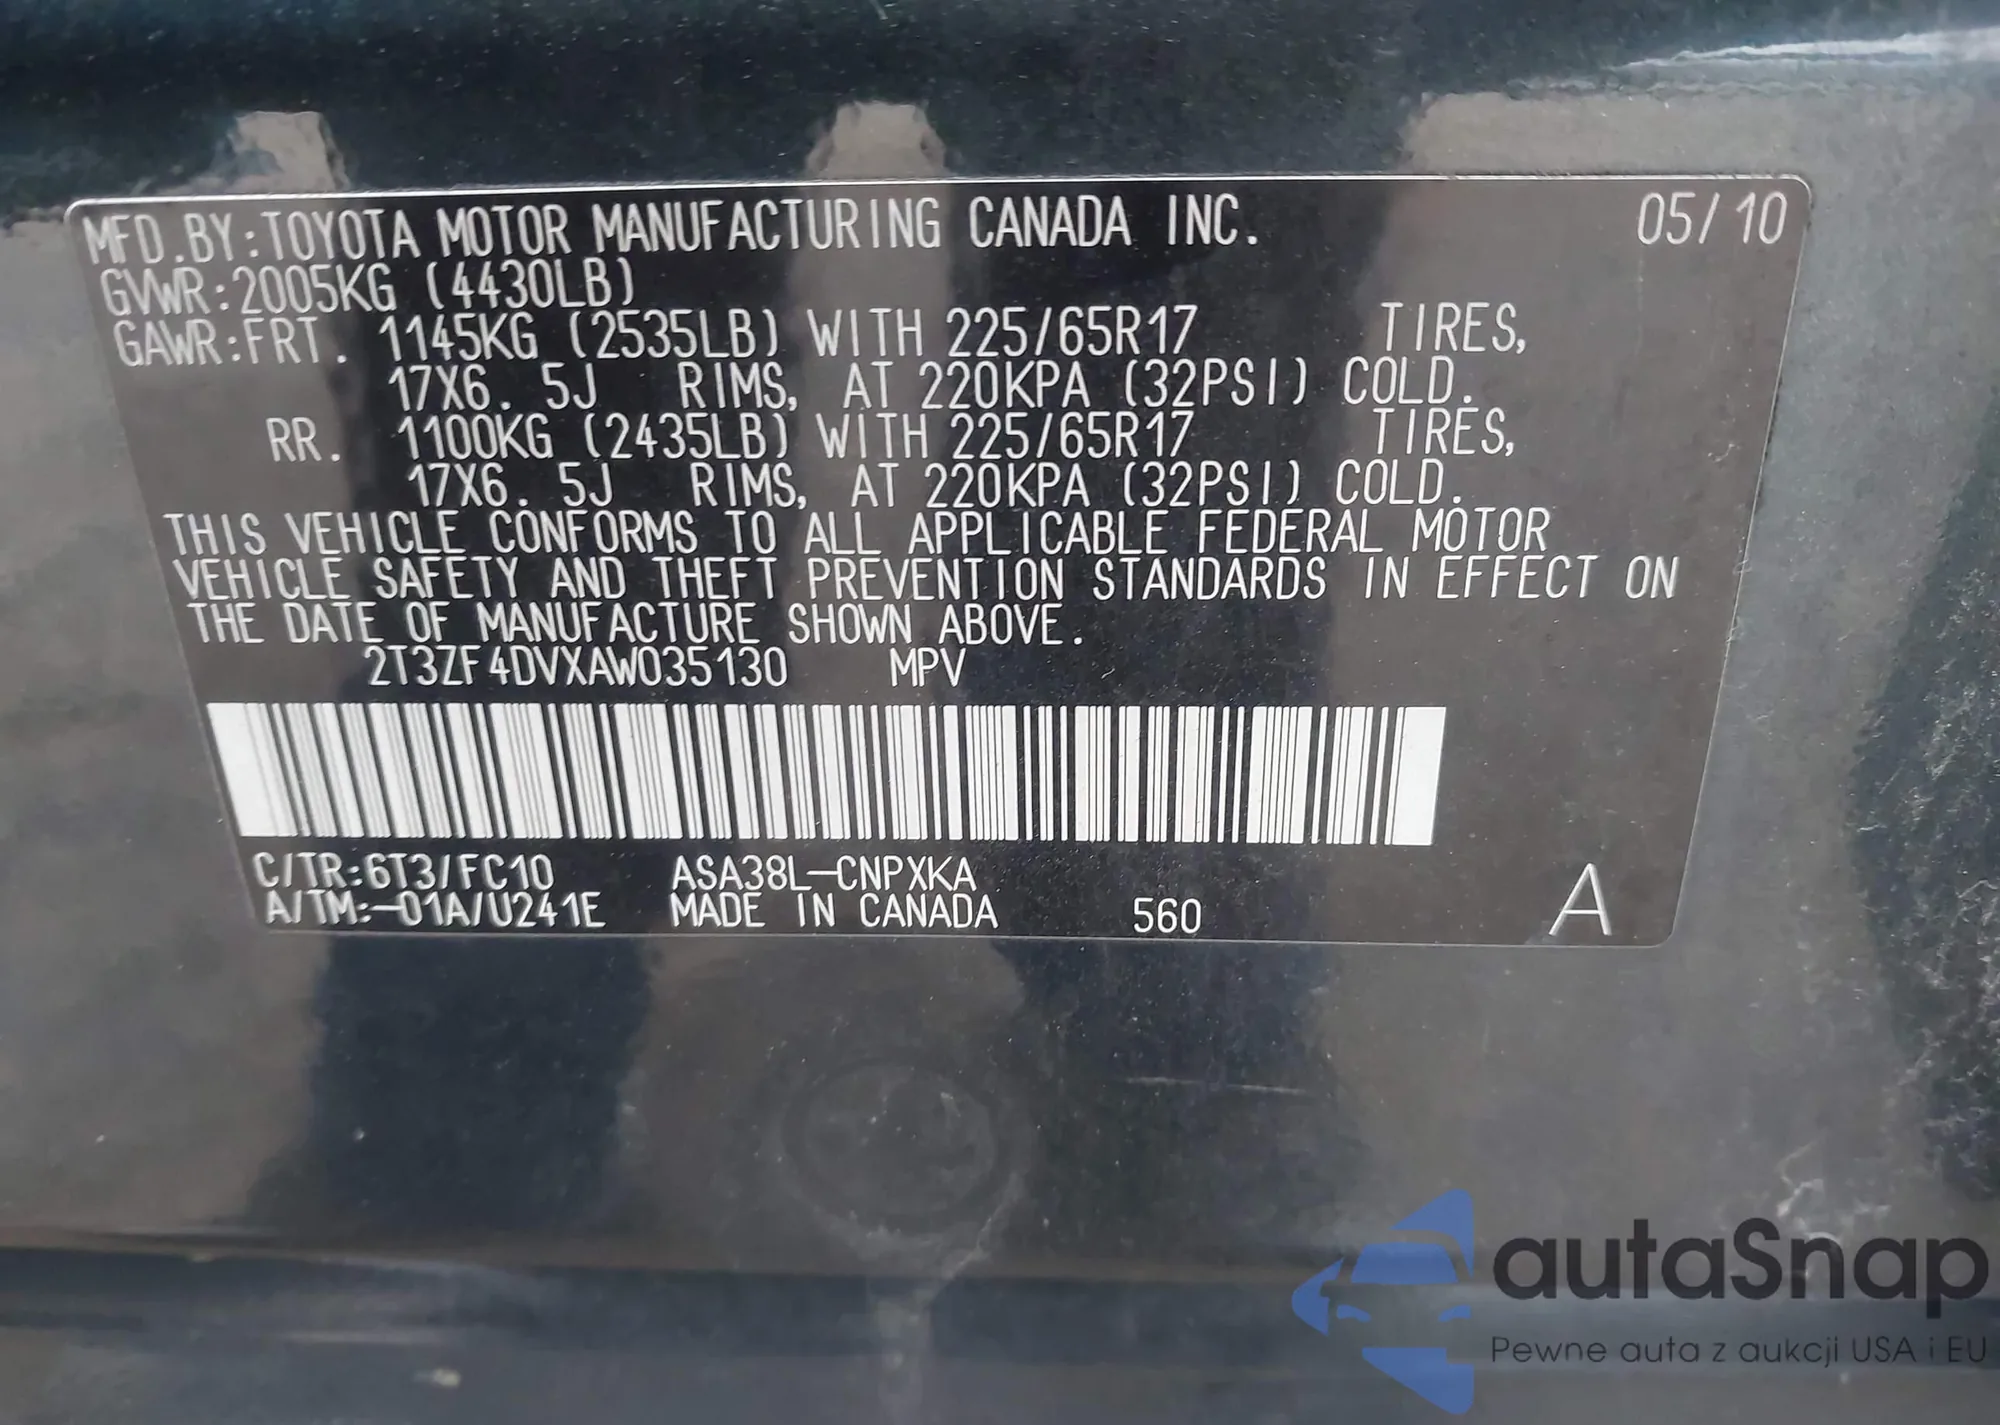 MFD.BY:TOYOTA MOTOR MANUFACTURING CANADA INC. 05/10
GVWR:2005KG (4430LB)
GAWR:FRT. 1145KG (2535LB) WITH 225/65R17 TIRES,
17X6.5J RIMS, AT 220KPA (32PSI) COLD.
RR. 1100KG (2435LB) WITH 225/65R17 TIRES,
17X6.5J RIMS, AT 220KPA (32PSI) COLD.
THIS VEHICLE CONFORMS TO ALL APPLICABLE FEDERAL MOTOR
VEHICLE SAFETY AND THEFT PREVENTION STANDARDS IN EFFECT ON
THE DATE OF MANUFACTURE SHOWN ABOVE.
2T3ZF4DVXAW035130 MPV
C/TR:6T3/FC10 ASA38L-CNPXKA
A/TM:-01A/U241E MADE IN CANADA 560 A
autaSnap
Pewne auta z aukcji USA i EU